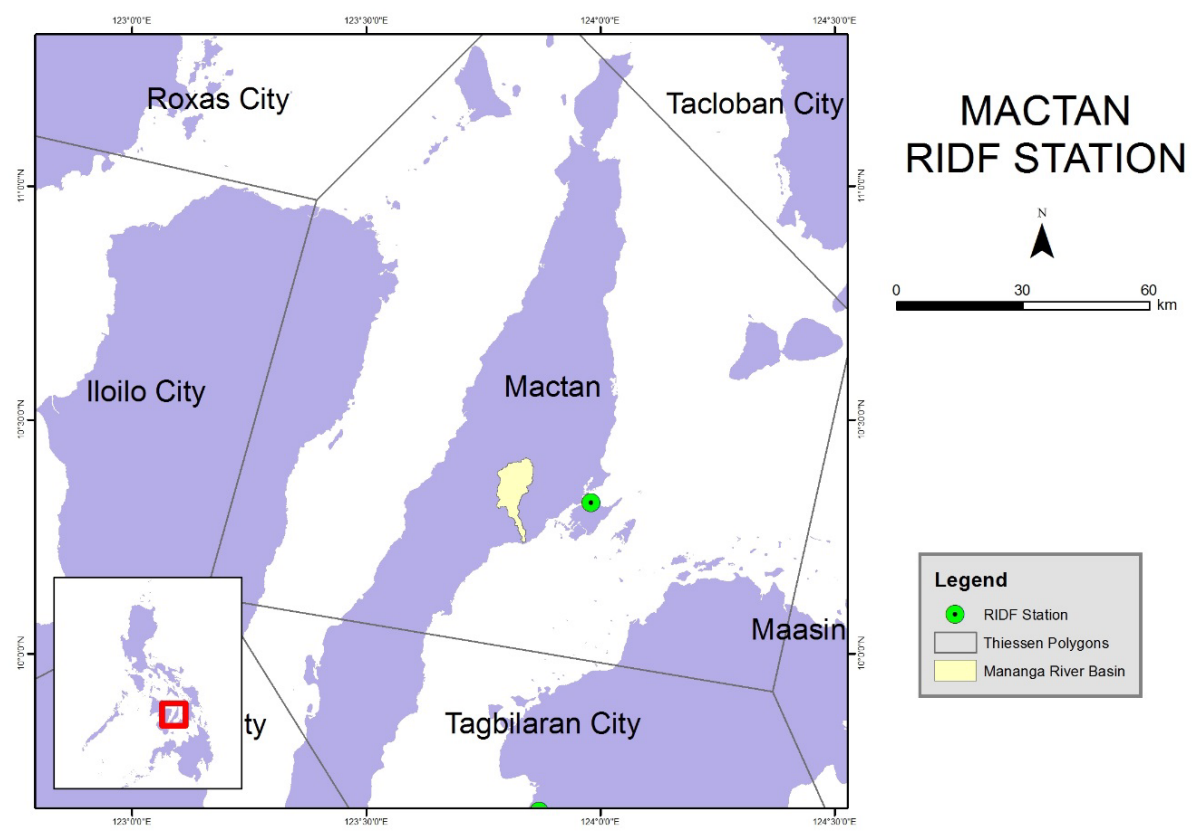 123°0'0"E 123°30'0"E 124°0'0"E 124°30'0"E
Roxas City
Tacloban City
MACTAN
RIDF STATION
11°0'0"N
11°0'0"N
N
0 30 60
km
Iloilo City
Mactan
10°30'0"N
10°30'0"N
Legend
RIDF Station
Thiessen Polygons
Mananga River Basin
Maasin
10°0'0"N
10°0'0"N
ty
Tagbilaran City
123°0'0"E 123°30'0"E 124°0'0"E 124°30'0"E